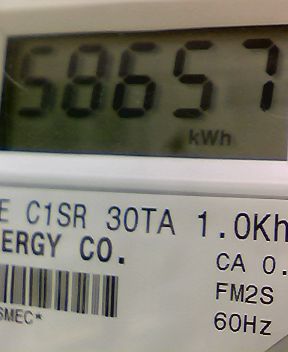 58657
kWh
E C1SR 30TA 1.0Kh
ERGY CO.
CA 0.
FM2S
60Hz
SMEC*